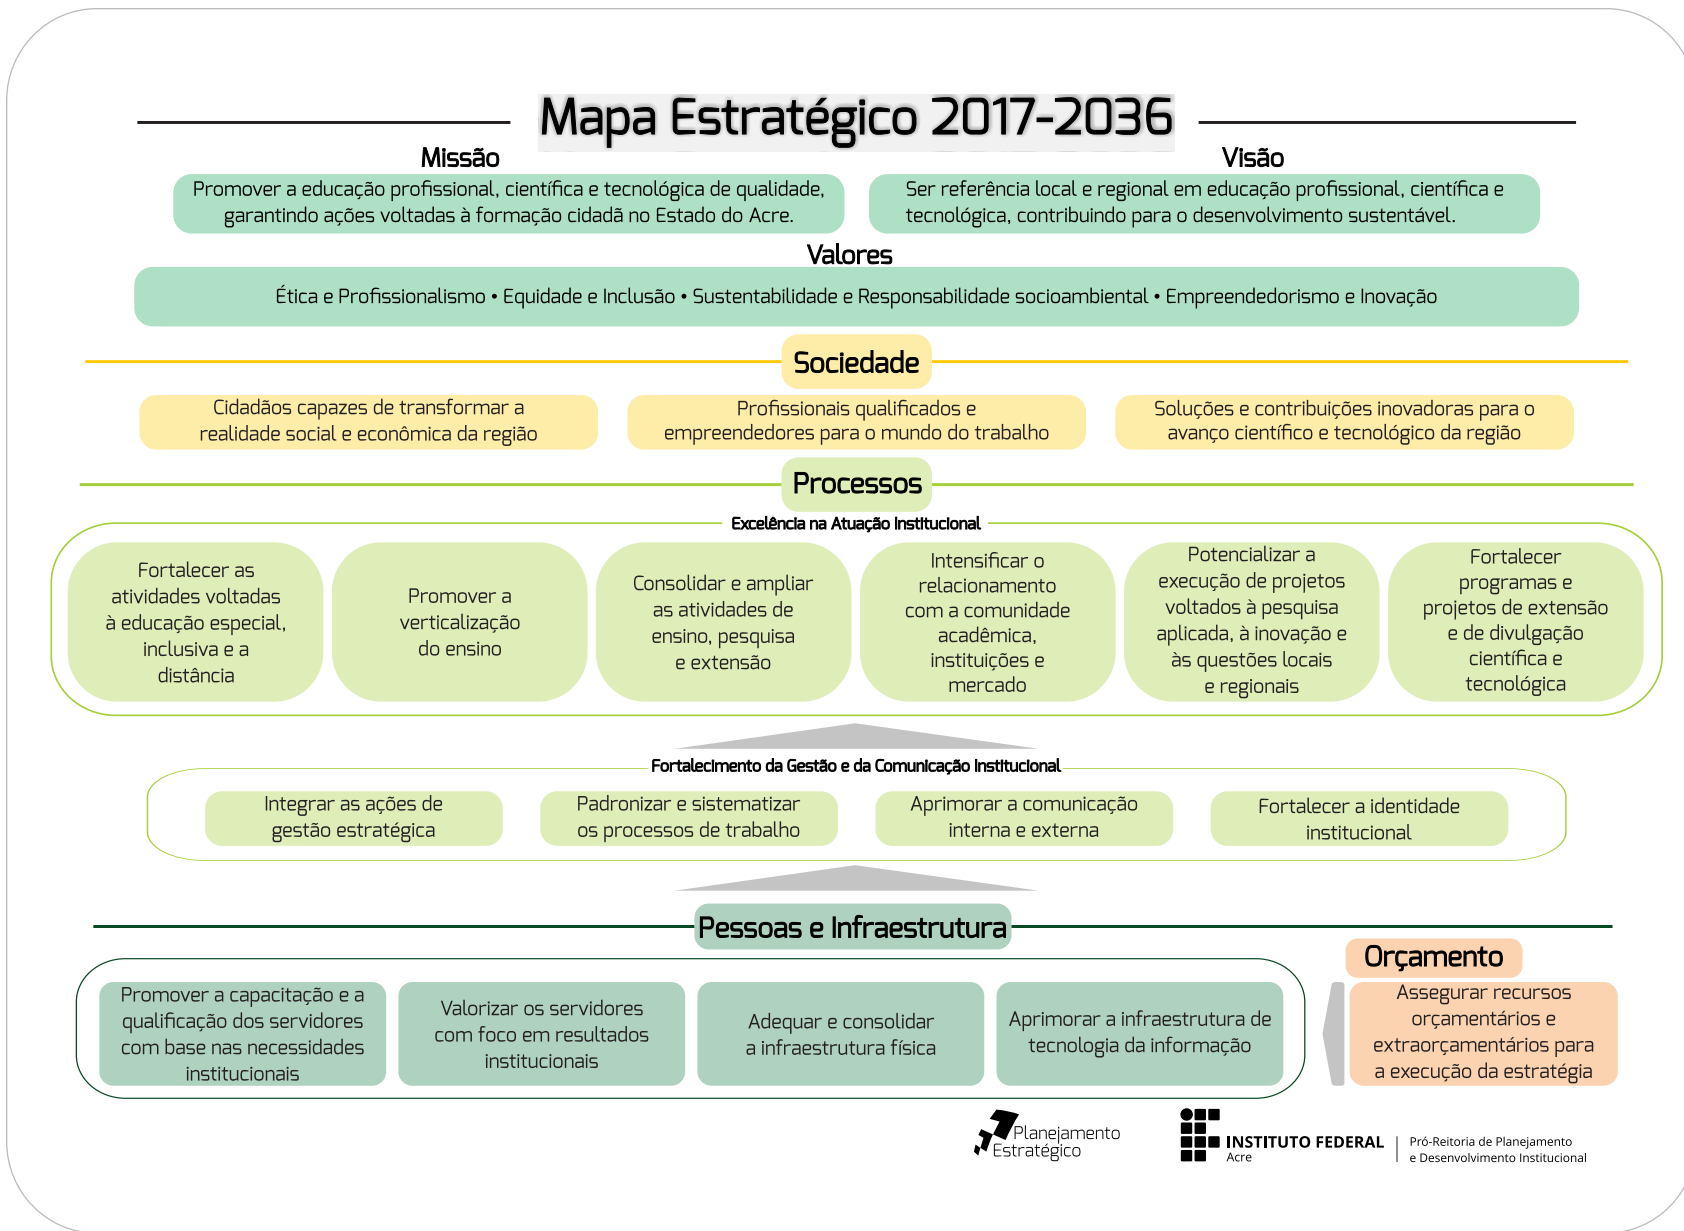 Mapa Estratégico 2017-2036
Missão
Promover a educação profissional, científica e tecnológica de qualidade,
garantindo ações voltadas à formação cidadã no Estado do Acre.
Visão
Ser referência local e regional em educação profissional, científica e
tecnológica, contribuindo para o desenvolvimento sustentável.
Valores
Ética e Profissionalismo • Equidade e Inclusão • Sustentabilidade e Responsabilidade socioambiental • Empreendedorismo e Inovação
Sociedade
Cidadãos capazes de transformar a
realidade social e econômica da região
Profissionais qualificados e
empreendedores para o mundo do trabalho
Soluções e contribuições inovadoras para o
avanço científico e tecnológico da região
Processos
Excelência na Atuação Institucional
Fortalecer as
atividades voltadas
à educação especial,
inclusiva e a
distância
Promover a
verticalização
do ensino
Consolidar e ampliar
as atividades de
ensino, pesquisa
e extensão
Intensificar o
relacionamento
com a comunidade
acadêmica,
instituições e
mercado
Potencializar a
execução de projetos
voltados à pesquisa
aplicada, à inovação e
às questões locais
e regionais
Fortalecer
programas e
projetos de extensão
e de divulgação
científica e
tecnológica
Fortalecimento da Gestão e da Comunicação Institucional
Integrar as ações de
gestão estratégica
Padronizar e sistematizar
os processos de trabalho
Aprimorar a comunicação
interna e externa
Fortalecer a identidade
institucional
Pessoas e Infraestrutura
Promover a capacitação e a
qualificação dos servidores
com base nas necessidades
institucionais
Valorizar os servidores
com foco em resultados
institucionais
Adequar e consolidar
a infraestrutura física
Aprimorar a infraestrutura de
tecnologia da informação
Orçamento
Assegurar recursos
orçamentários e
extraorçamentários para
a execução da estratégia
Planejamento
Estratégico
INSTITUTO FEDERAL
Acre
Pró-Reitoria de Planejamento
e Desenvolvimento Institucional